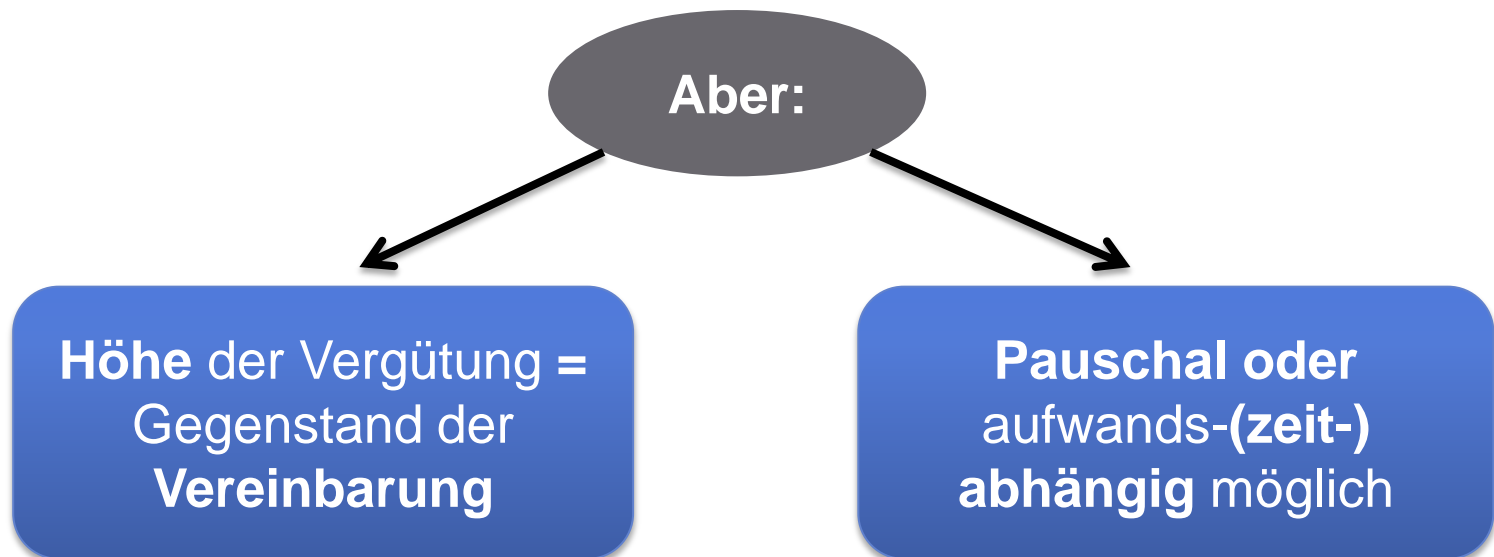 Aber:
Höhe der Vergütung =
Gegenstand der
Vereinbarung
Pauschal oder
aufwands-(zeit-)
abhängig möglich